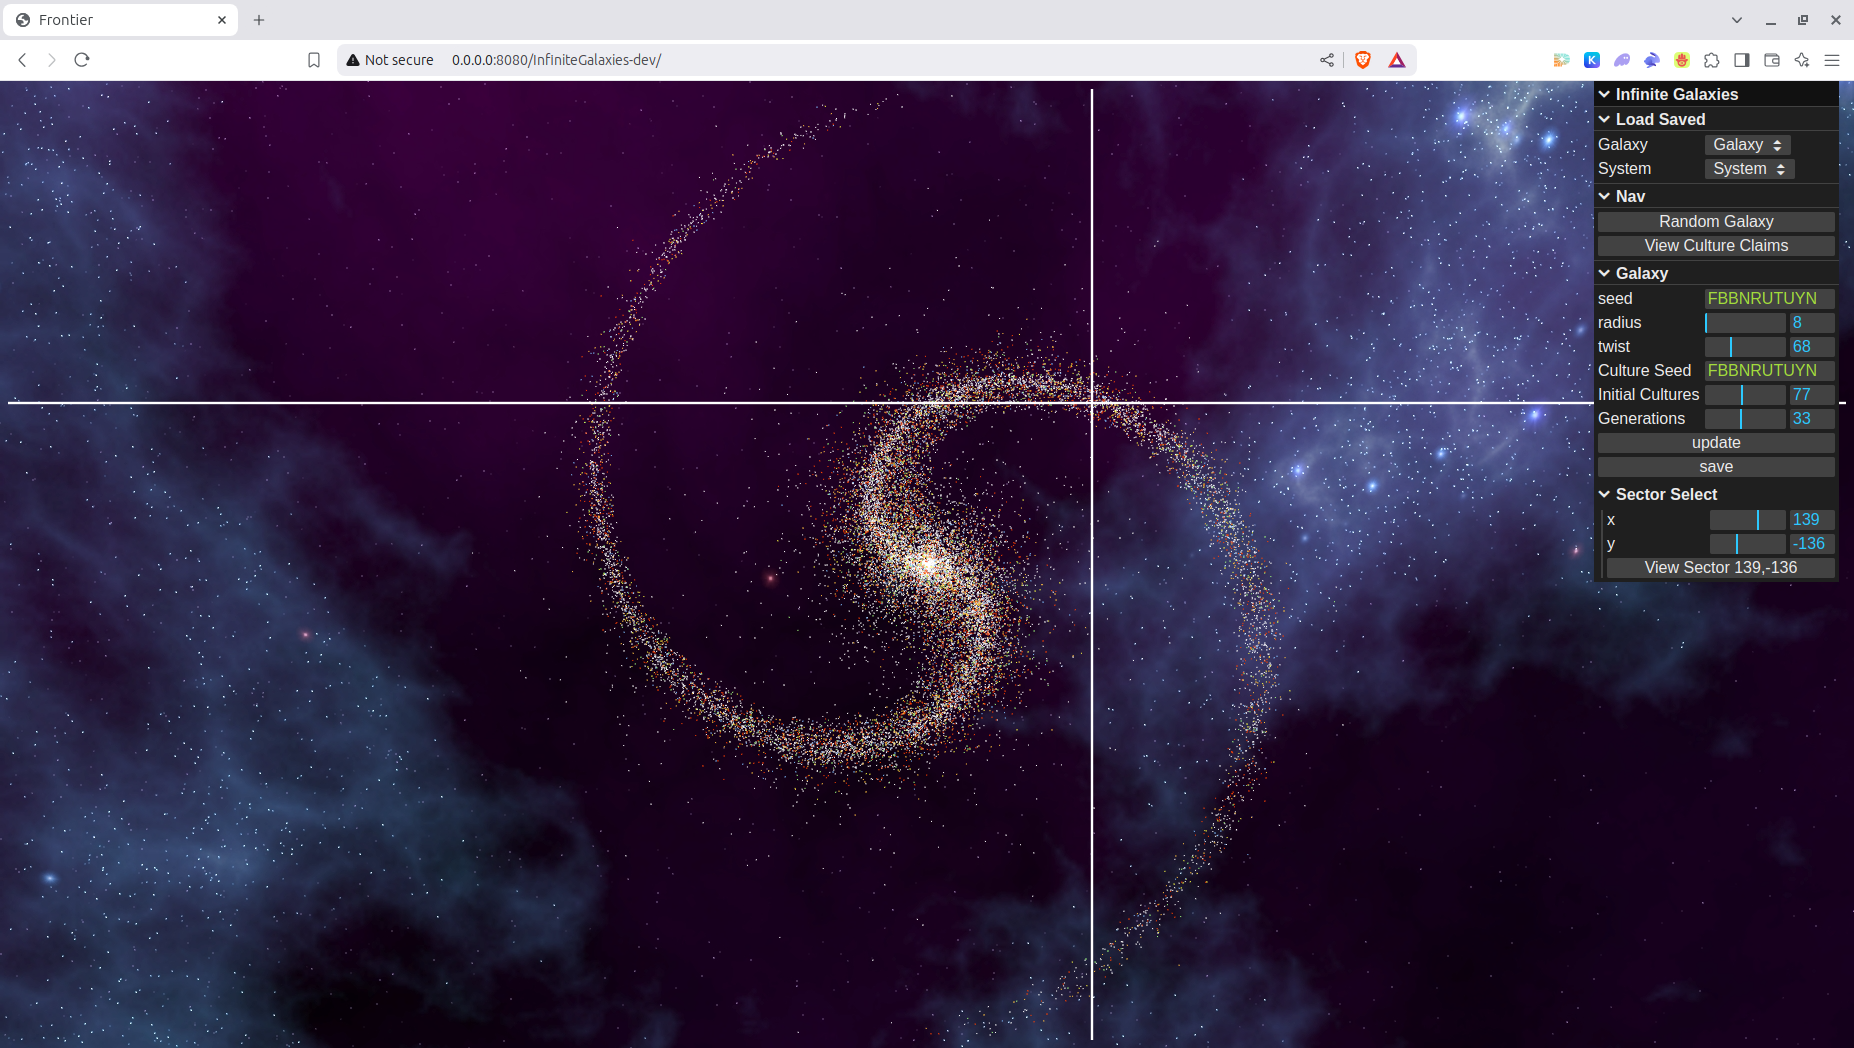 Frontier
Not secure 0.0.0.0:8080/InfiniteGalaxies-dev/
K
Infinite Galaxies
Load Saved
Galaxy Galaxy
System System
Nav
Random Galaxy
View Culture Claims
Galaxy
seed FBBNRUTUYN
radius 8
twist 68
Culture Seed FBBNRUTUYN
Initial Cultures 77
Generations 33
update
save
Sector Select
x 139
y -136
View Sector 139,-136